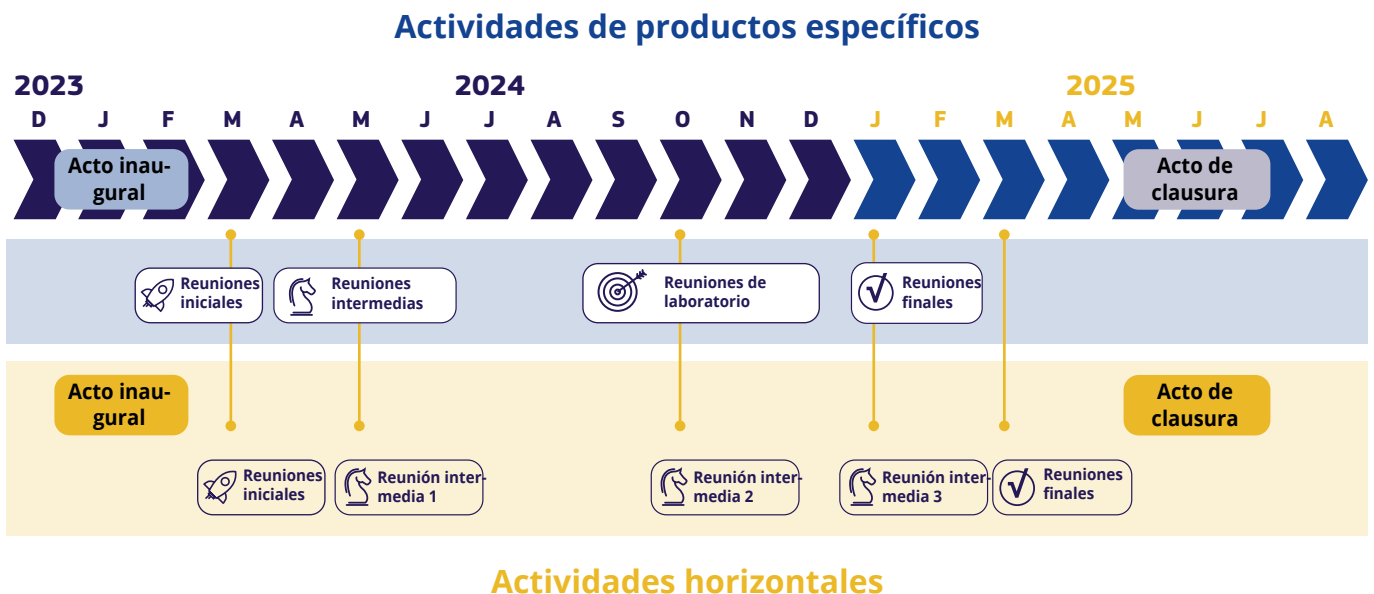 Actividades de productos específicos
2023 2024 2025
D J F M A M J J A S O N D J F M A M J J A
Acto inau-
gural
Acto de
clausura
Reuniones
iniciales
Reuniones
intermedias
Reuniones de
laboratorio
Reuniones
finales
Acto inau-
gural
Acto de
clausura
Reuniones
iniciales
Reunión inter-
media 1
Reunión inter-
media 2
Reunión inter-
media 3
Reuniones
finales
Actividades horizontales